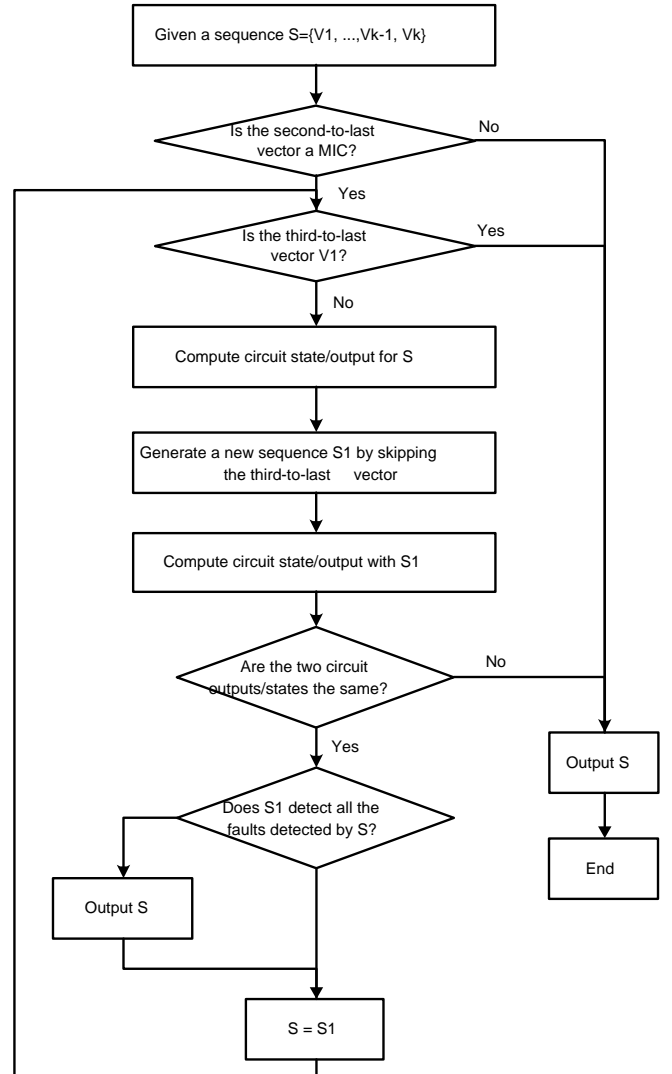 Given a sequence S={V1, ...,Vk-1, Vk}
Is the second-to-last
vector a MIC?
No
Yes
Is the third-to-last
vector V1?
Yes
No
Compute circuit state/output for S
Generate a new sequence S1 by skipping
the third-to-last vector
Compute circuit state/output with S1
Are the two circuit
outputs/states the same?
No
Yes
Output S
Does S1 detect all the
faults detected by S?
End
Output S
S = S1